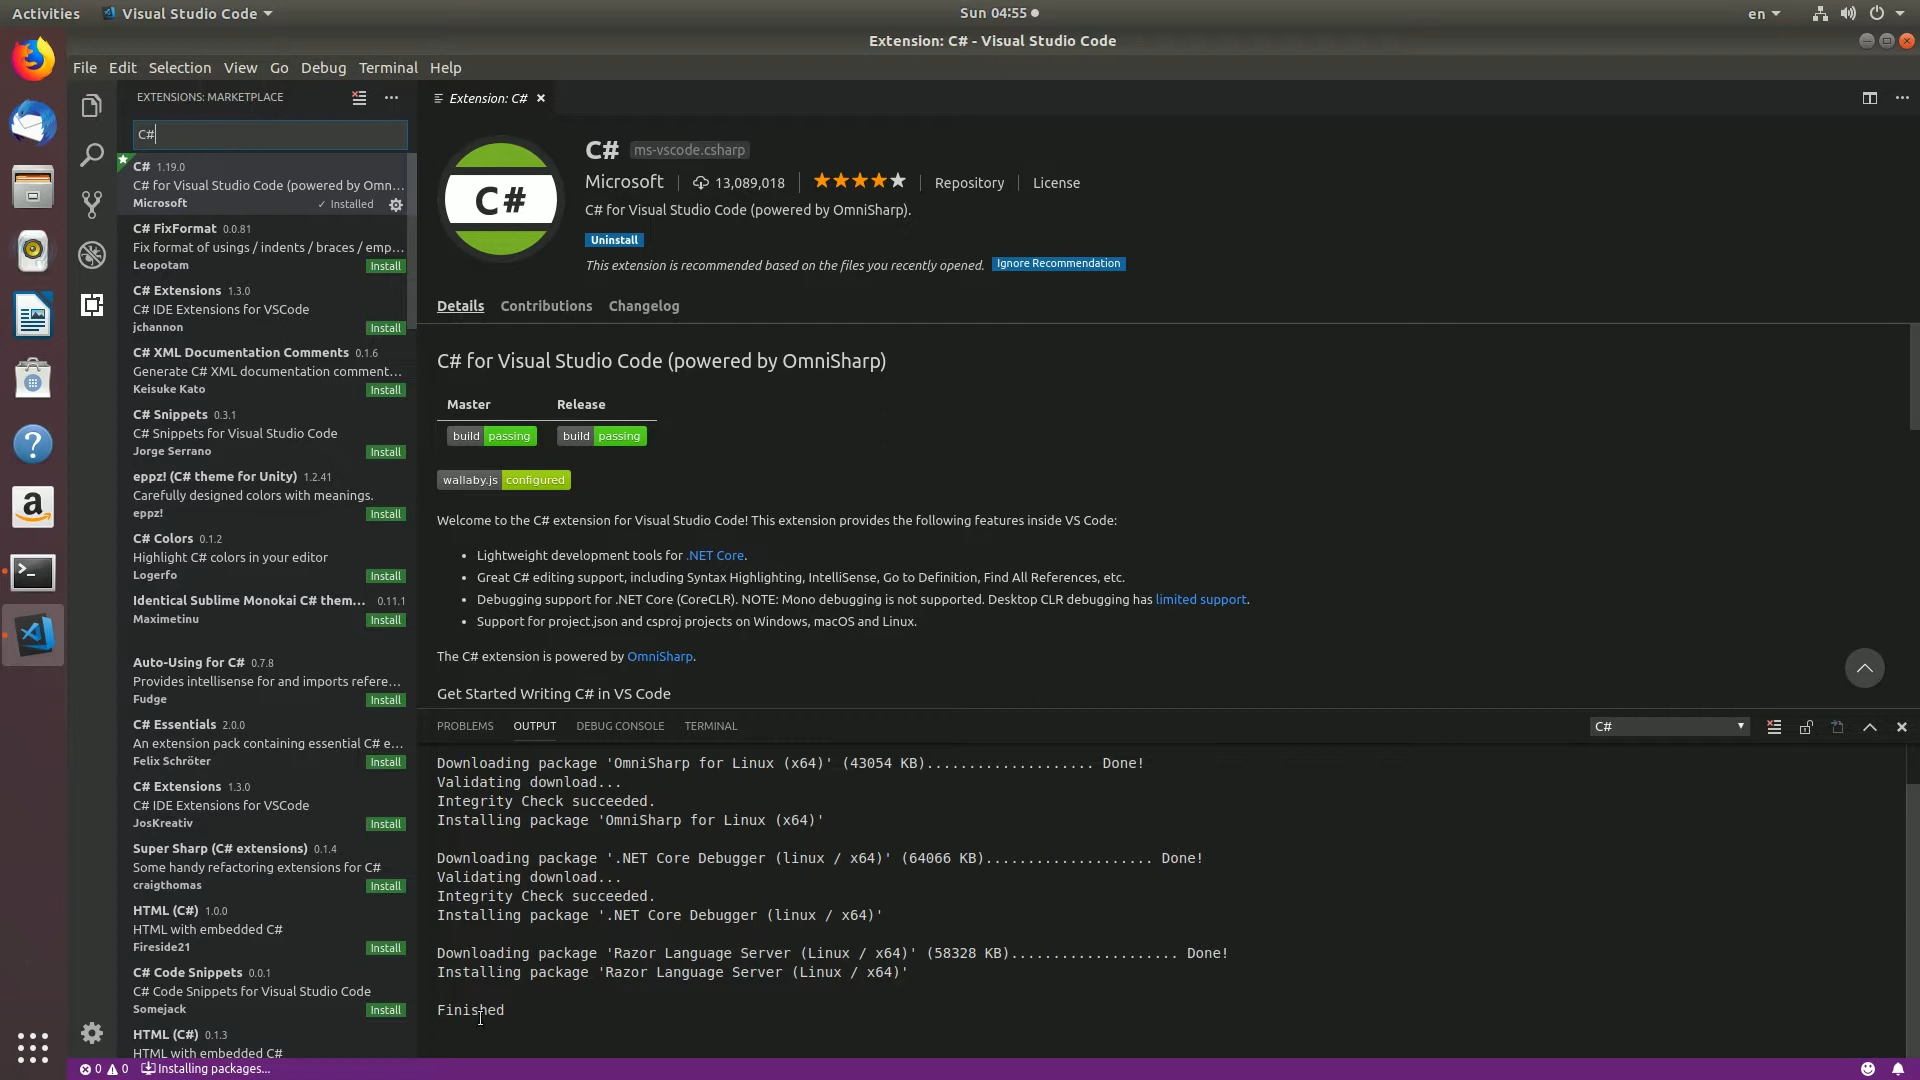 Activities
Visual Studio Code
Sun 04:55
en
Extension: C# - Visual Studio Code
File Edit Selection View Go Debug Terminal Help
EXTENSIONS: MARKETPLACE
C#
C# 1.19.0
C# for Visual Studio Code (powered by Omn...
Microsoft
✓ Installed
C# FixFormat 0.0.81
Fix format of usings / indents / braces / emp...
Leopotam
Install
C# Extensions 1.3.0
C# IDE Extensions for VSCode
jchannon
Install
C# XML Documentation Comments 0.1.6
Generate C# XML documentation comment...
Keisuke Kato
Install
C# Snippets 0.3.1
C# Snippets for Visual Studio Code
Jorge Serrano
Install
eppz! (C# theme for Unity) 1.2.41
Carefully designed colors with meanings.
eppz!
Install
C# Colors 0.1.2
Highlight C# colors in your editor
Logerfo
Install
Identical Sublime Monokai C# them... 0.11.1
Maximetinu
Install
Auto-Using for C# 0.7.8
Provides intellisense for and imports refere...
Fudge
Install
C# Essentials 2.0.0
An extension pack containing essential C# e...
Felix Schröter
Install
C# Extensions 1.3.0
C# IDE Extensions for VSCode
JosKreativ
Install
Super Sharp (C# extensions) 0.1.4
Some handy refactoring extensions for C#
craigthomas
Install
HTML (C#) 1.0.0
HTML with embedded C#
Fireside21
Install
C# Code Snippets 0.0.1
C# Code Snippets for Visual Studio Code
Somejack
Install
HTML (C#) 0.1.3
HTML with embedded C#
Extension: C#
C#
C# ms-vscode.csharp
Microsoft 13,089,018 Repository License
C# for Visual Studio Code (powered by OmniSharp).
Uninstall
This extension is recommended based on the files you recently opened. Ignore Recommendation
Details Contributions Changelog
C# for Visual Studio Code (powered by OmniSharp)
Master Release
build passing build passing
wallaby.js configured
Welcome to the C# extension for Visual Studio Code! This extension provides the following features inside VS Code:
• Lightweight development tools for .NET Core.
• Great C# editing support, including Syntax Highlighting, IntelliSense, Go to Definition, Find All References, etc.
• Debugging support for .NET Core (CoreCLR). NOTE: Mono debugging is not supported. Desktop CLR debugging has limited support.
• Support for project.json and csproj projects on Windows, macOS and Linux.
The C# extension is powered by OmniSharp.
Get Started Writing C# in VS Code
PROBLEMS OUTPUT DEBUG CONSOLE TERMINAL
C#
Downloading package 'OmniSharp for Linux (x64)' (43054 KB).................... Done!
Validating download...
Integrity Check succeeded.
Installing package 'OmniSharp for Linux (x64)'
Downloading package '.NET Core Debugger (linux / x64)' (64066 KB).................... Done!
Validating download...
Integrity Check succeeded.
Installing package '.NET Core Debugger (linux / x64)'
Downloading package 'Razor Language Server (Linux / x64)' (58328 KB).................... Done!
Installing package 'Razor Language Server (Linux / x64)'
Finished
0 0 Installing packages...